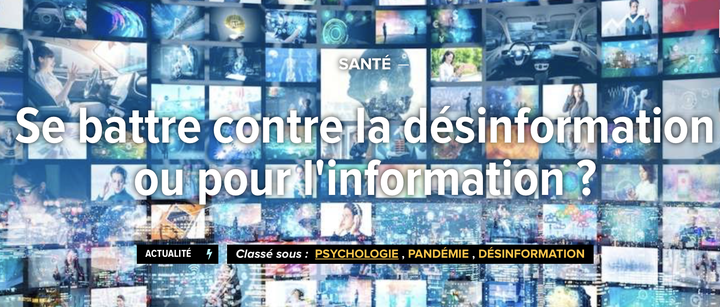 SANTÉ
Se battre contre la désinformation
ou pour l'information ?
ACTUALITÉ
Classé sous : PSYCHOLOGIE , PANDÉMIE , DÉSINFORMATION